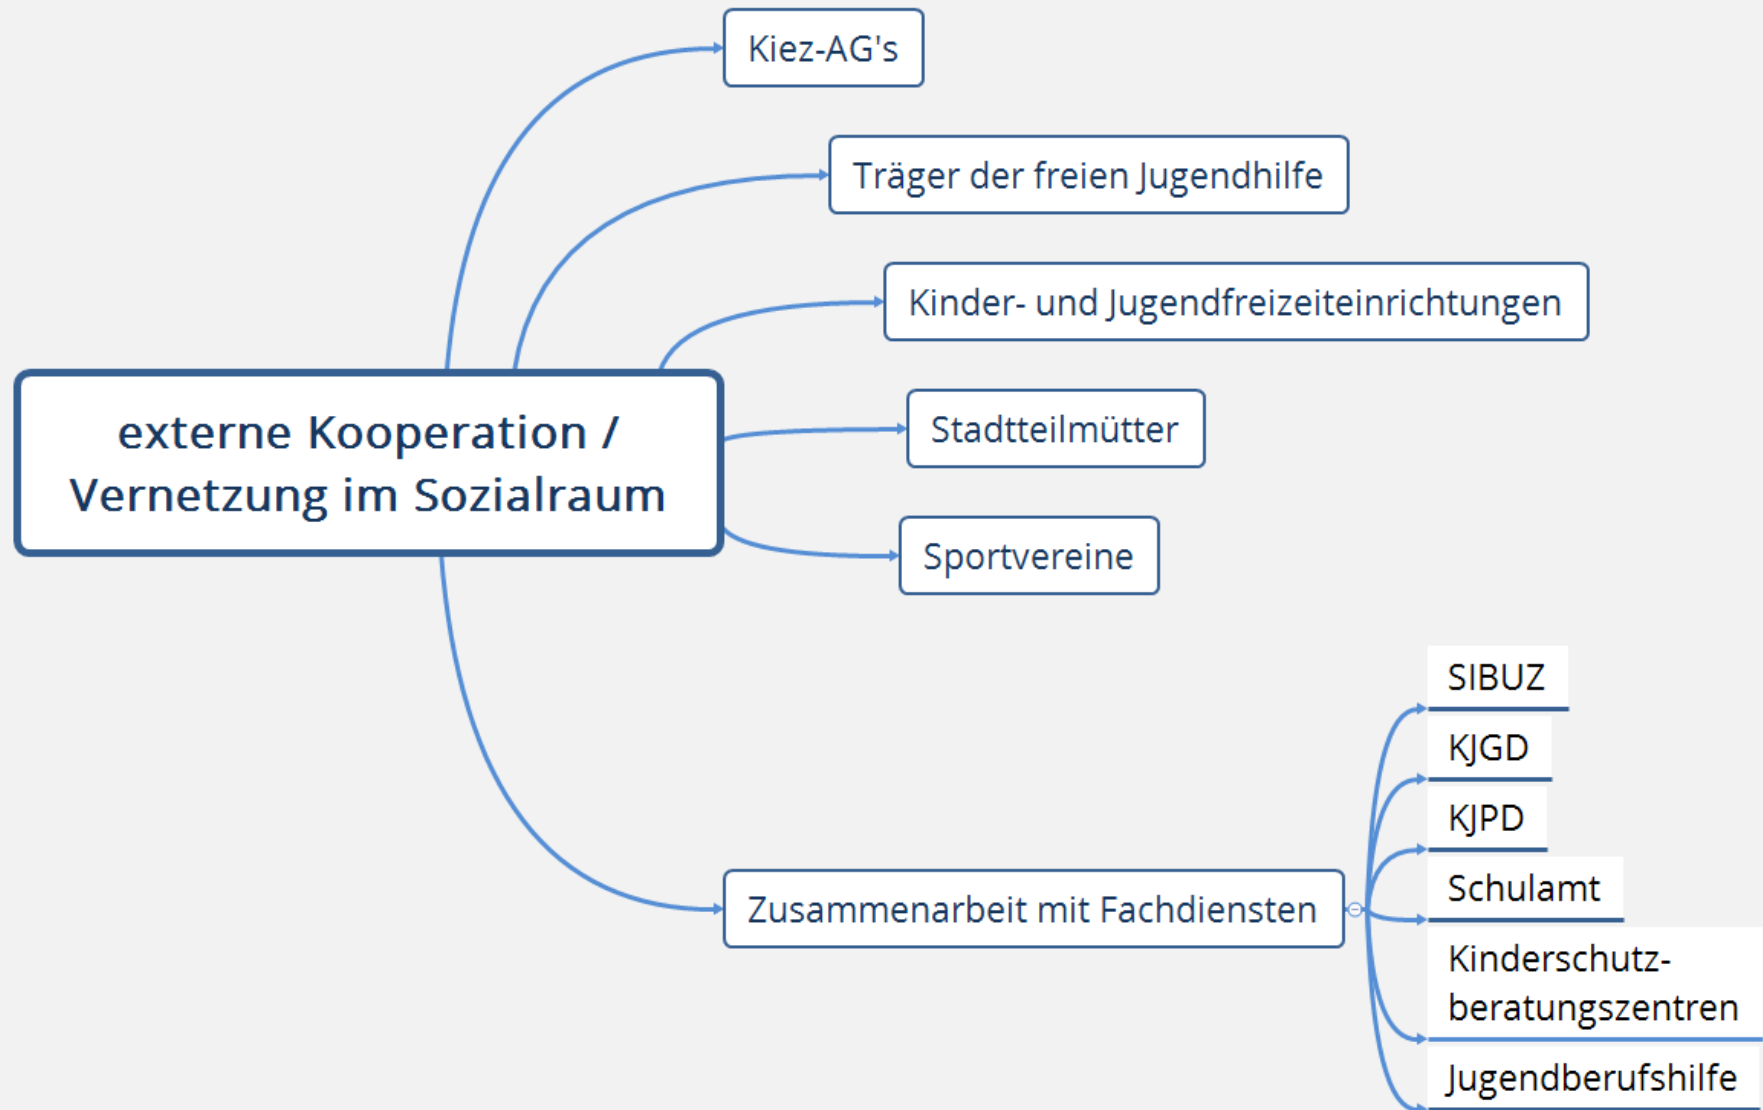 Kiez-AG's
Träger der freien Jugendhilfe
Kinder- und Jugendfreizeiteinrichtungen
externe Kooperation /
Vernetzung im Sozialraum
Stadtteilmütter
Sportvereine
Zusammenarbeit mit Fachdiensten
SIBUZ
KJGD
KJPD
Schulamt
Kinderschutz-
beratungszentren
Jugendberufshilfe